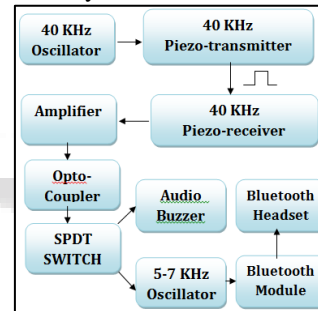 40 KHz
Oscillator
40 KHz
Piezo-transmitter
Amplifier
40 KHz
Piezo-receiver
Opto-
Coupler
Audio
Buzzer
Bluetooth
Headset
SPDT
SWITCH
5-7 KHz
Oscillator
Bluetooth
Module